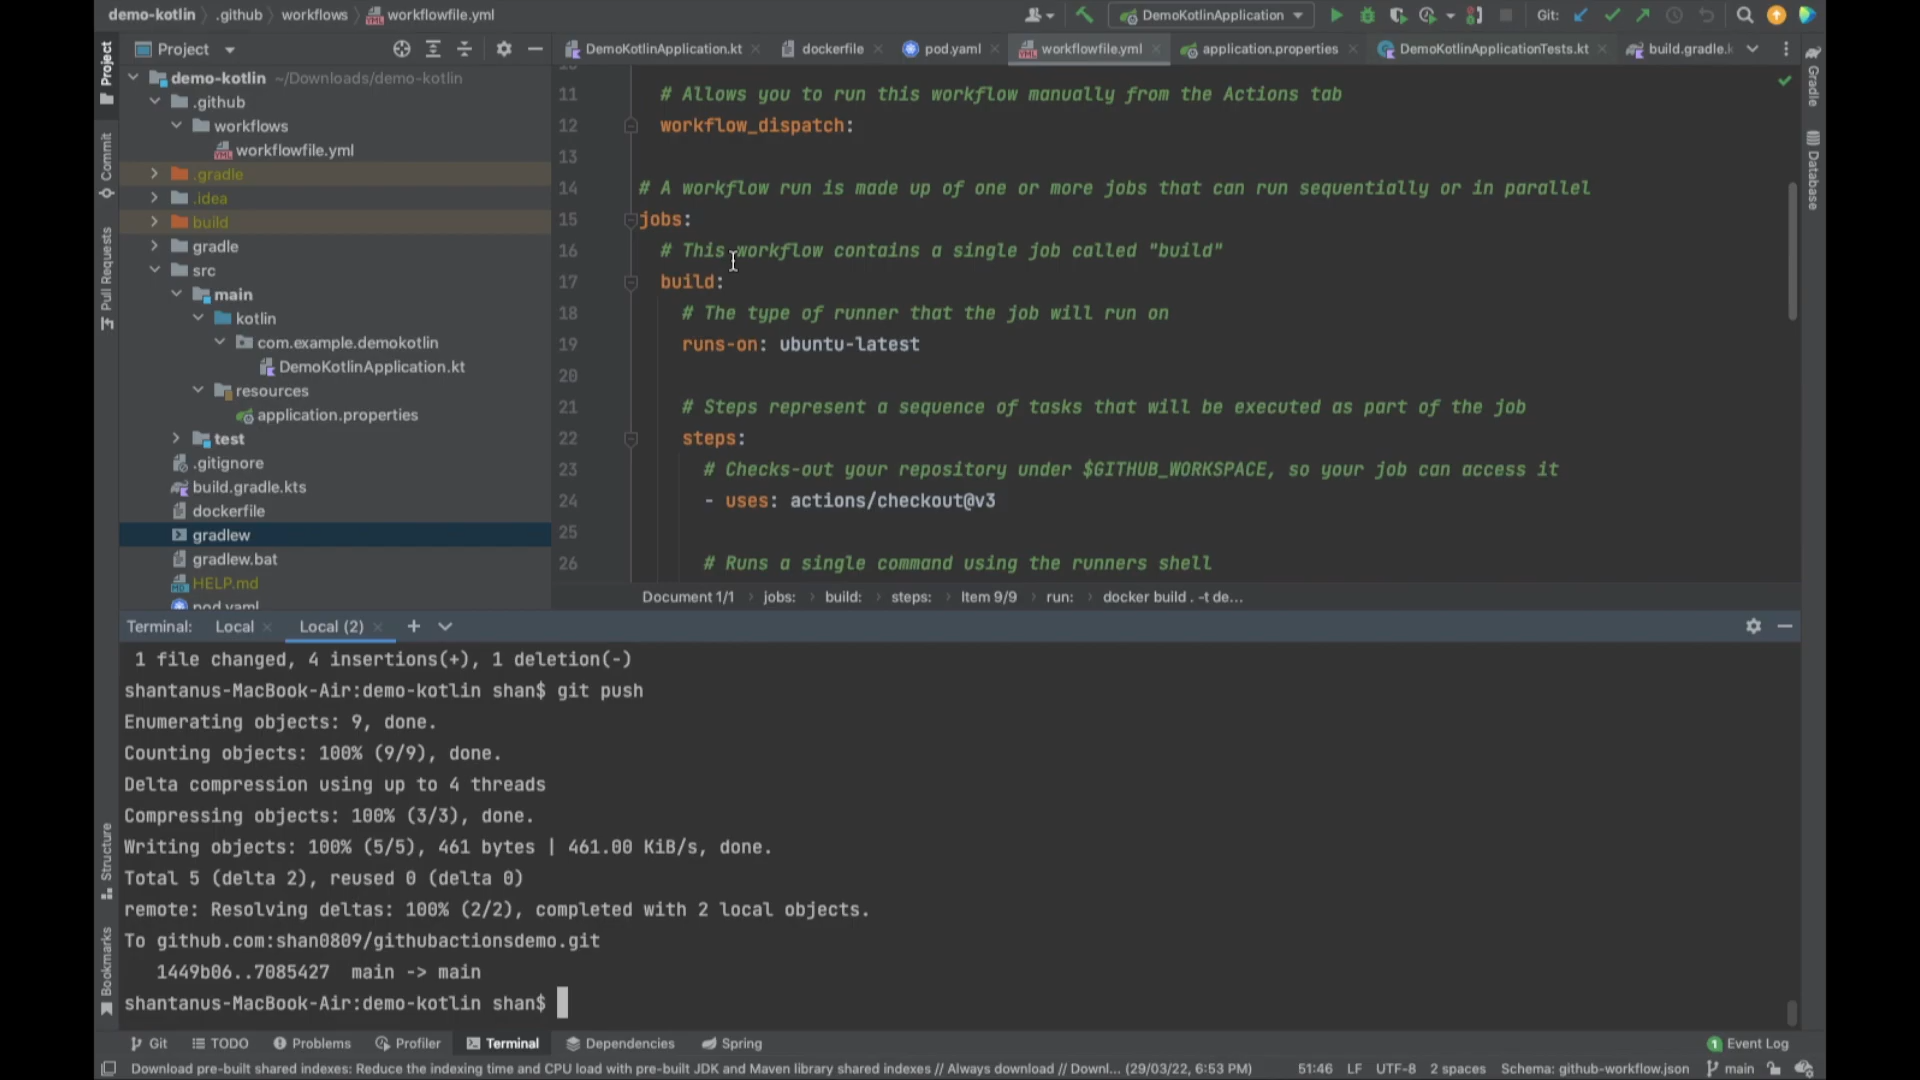 demo-kotlin .github workflows workflowfile.yml DemoKotlinApplication Git:
Project
DemoKotlinApplication.kt dockerfile pod.yaml workflowfile.yml application.properties DemoKotlinApplicationTests.kt build.gradle.k
Project
Commit
Pull Requests
Structure
Bookmarks
demo-kotlin ~/Downloads/demo-kotlin
.github
workflows
workflowfile.yml
.gradle
.idea
build
gradle
src
main
kotlin
com.example.demokotlin
DemoKotlinApplication.kt
resources
application.properties
test
.gitignore
build.gradle.kts
dockerfile
gradlew
gradlew.bat
HELP.md
pod.yaml
11 # Allows you to run this workflow manually from the Actions tab
12 workflow_dispatch:
13
14 # A workflow run is made up of one or more jobs that can run sequentially or in parallel
15 jobs:
16 # This workflow contains a single job called "build"
17 build:
18 # The type of runner that the job will run on
19 runs-on: ubuntu-latest
20
21 # Steps represent a sequence of tasks that will be executed as part of the job
22 steps:
23 # Checks-out your repository under $GITHUB_WORKSPACE, so your job can access it
24 - uses: actions/checkout@v3
25
26 # Runs a single command using the runners shell
Document 1/1 jobs: build: steps: Item 9/9 run: docker build . -t de...
Gradle
Database
Terminal: Local Local (2)
1 file changed, 4 insertions(+), 1 deletion(-)
shantanus-MacBook-Air:demo-kotlin shan$ git push
Enumerating objects: 9, done.
Counting objects: 100% (9/9), done.
Delta compression using up to 4 threads
Compressing objects: 100% (3/3), done.
Writing objects: 100% (5/5), 461 bytes | 461.00 KiB/s, done.
Total 5 (delta 2), reused 0 (delta 0)
remote: Resolving deltas: 100% (2/2), completed with 2 local objects.
To github.com:shan0809/githubactionsdemo.git
1449b06..7085427 main -> main
shantanus-MacBook-Air:demo-kotlin shan$
Git TODO Problems Profiler Terminal Dependencies Spring 1 Event Log
Download pre-built shared indexes: Reduce the indexing time and CPU load with pre-built JDK and Maven library shared indexes // Always download // Downl... (29/03/22, 6:53 PM) 51:46 LF UTF-8 2 spaces Schema: github-workflow.json main